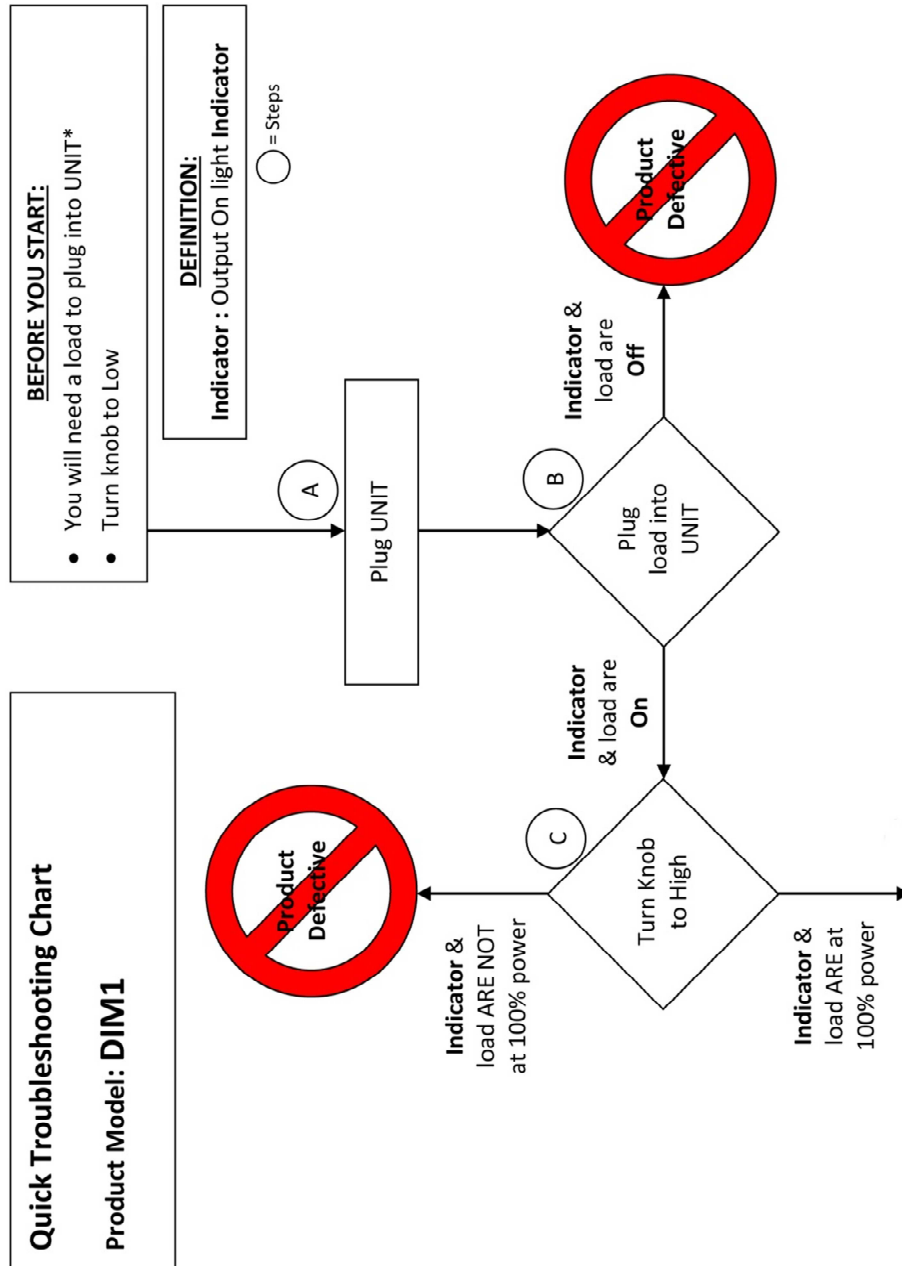 Quick Troubleshooting Chart
Product Model: DIM1
BEFORE YOU START:
• You will need a load to plug into UNIT*
• Turn knob to Low
DEFINITION:
Indicator : Output On light Indicator
= Steps
A
Plug UNIT
B
Plug
load into
UNIT
Indicator &
load are
Off
Product
Defective
Indicator
& load are
On
C
Turn Knob
to High
Indicator &
load ARE NOT
at 100% power
Product
Defective
Indicator &
load ARE at
100% power